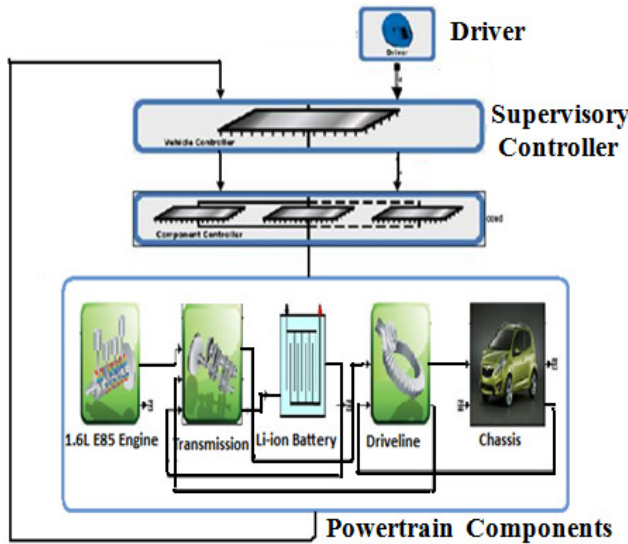 Driver
Driver
Supervisory
Controller
Vehicle Controller
Component Controller
1.6L E85 Engine
Transmission
Li-ion Battery
Driveline
Chassis
Powertrain Components